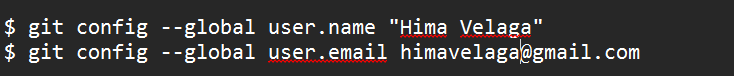 $ git config --global user.name "Hima Velaga"
$ git config --global user.email himavelaga@gmail.com